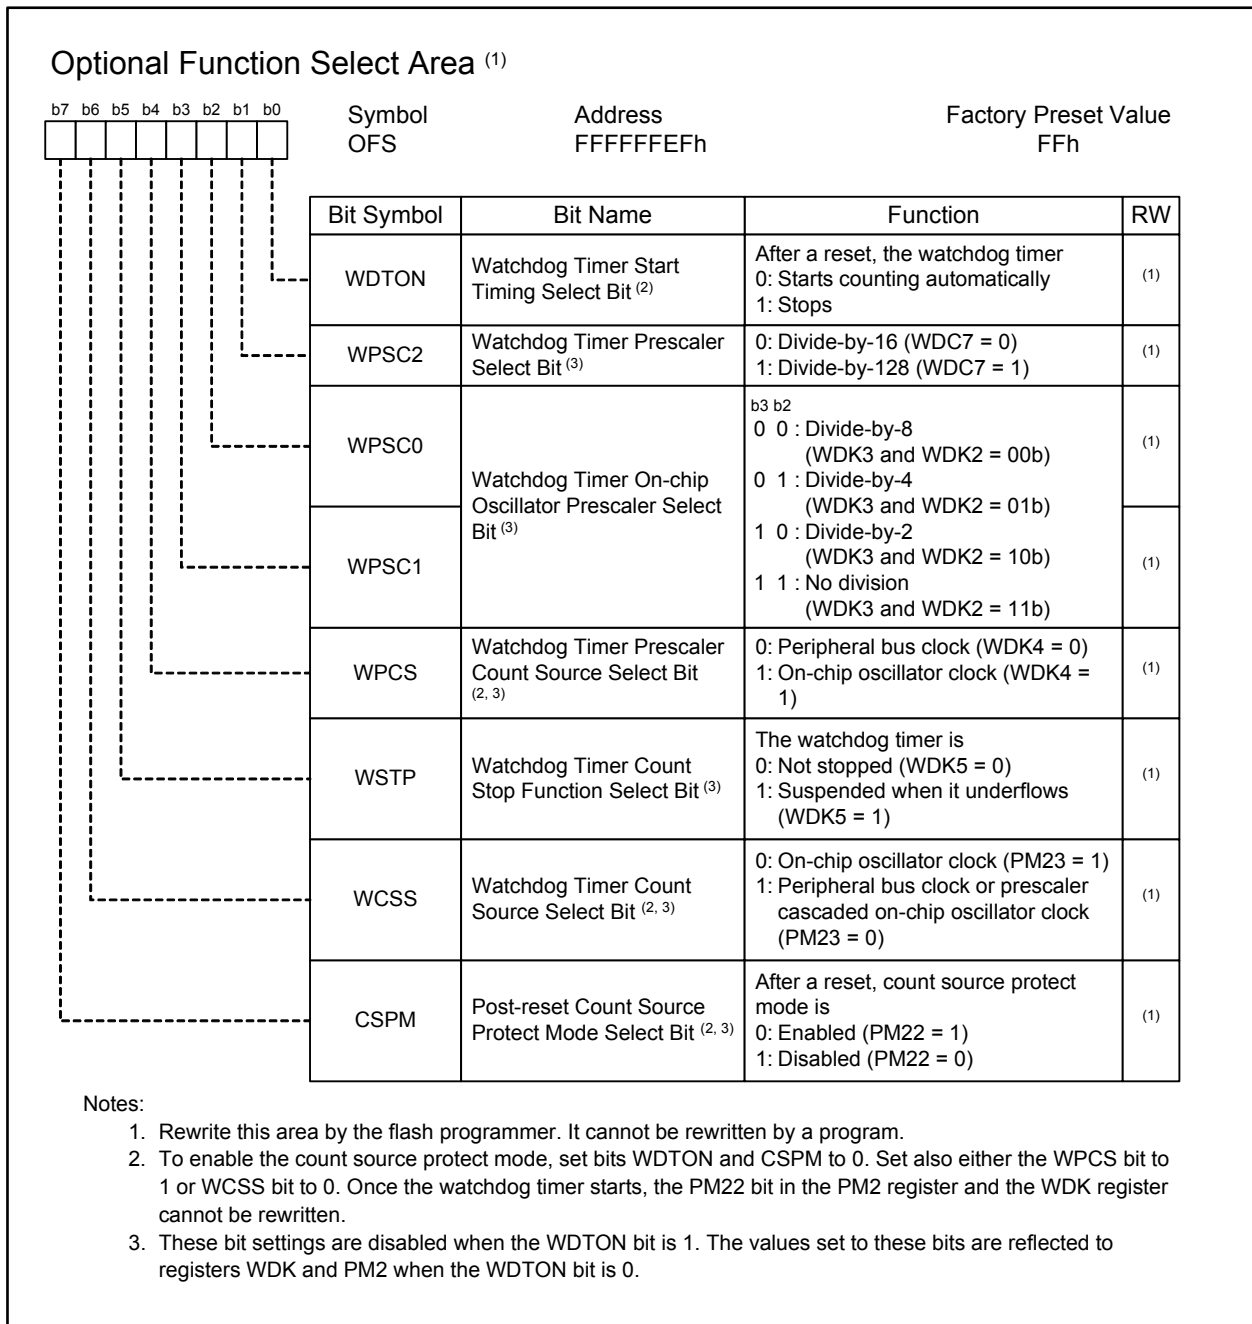 Optional Function Select Area (1)
b7 b6 b5 b4 b3 b2 b1 b0
Symbol Address Factory Preset Value
OFS FFFFFFEFh FFh
Bit Symbol Bit Name Function RW
WDTON
Watchdog Timer Start
Timing Select Bit (2)
After a reset, the watchdog timer
0: Starts counting automatically
1: Stops
(1)
WPSC2
Watchdog Timer Prescaler
Select Bit (3)
0: Divide-by-16 (WDC7 = 0)
1: Divide-by-128 (WDC7 = 1)
(1)
WPSC0
WPSC1
Watchdog Timer On-chip
Oscillator Prescaler Select
Bit (3)
b3 b2
0 0 : Divide-by-8
(WDK3 and WDK2 = 00b)
0 1 : Divide-by-4
(WDK3 and WDK2 = 01b)
1 0 : Divide-by-2
(WDK3 and WDK2 = 10b)
1 1 : No division
(WDK3 and WDK2 = 11b)
(1)
(1)
WPCS
Watchdog Timer Prescaler
Count Source Select Bit
(2, 3)
0: Peripheral bus clock (WDK4 = 0)
1: On-chip oscillator clock (WDK4 =
1)
(1)
WSTP
Watchdog Timer Count
Stop Function Select Bit (3)
The watchdog timer is
0: Not stopped (WDK5 = 0)
1: Suspended when it underflows
(WDK5 = 1)
(1)
WCSS
Watchdog Timer Count
Source Select Bit (2, 3)
0: On-chip oscillator clock (PM23 = 1)
1: Peripheral bus clock or prescaler
cascaded on-chip oscillator clock
(PM23 = 0)
(1)
CSPM
Post-reset Count Source
Protect Mode Select Bit (2, 3)
After a reset, count source protect
mode is
0: Enabled (PM22 = 1)
1: Disabled (PM22 = 0)
(1)
Notes:
1. Rewrite this area by the flash programmer. It cannot be rewritten by a program.
2. To enable the count source protect mode, set bits WDTON and CSPM to 0. Set also either the WPCS bit to
1 or WCSS bit to 0. Once the watchdog timer starts, the PM22 bit in the PM2 register and the WDK register
cannot be rewritten.
3. These bit settings are disabled when the WDTON bit is 1. The values set to these bits are reflected to
registers WDK and PM2 when the WDTON bit is 0.